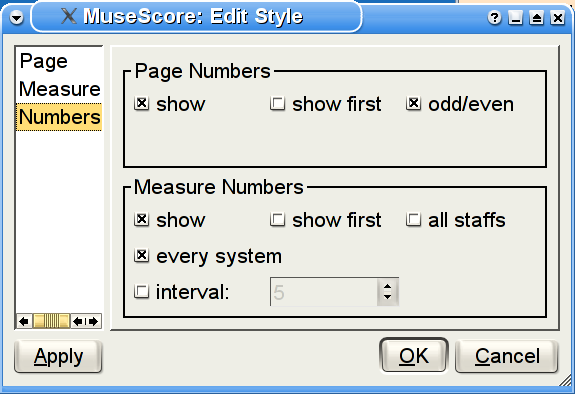 MuseScore: Edit Style
?
Page
Measure
Numbers
Page Numbers
show show first odd/even
Measure Numbers
show show first all staffs
every system
interval: 5
Apply OK Cancel